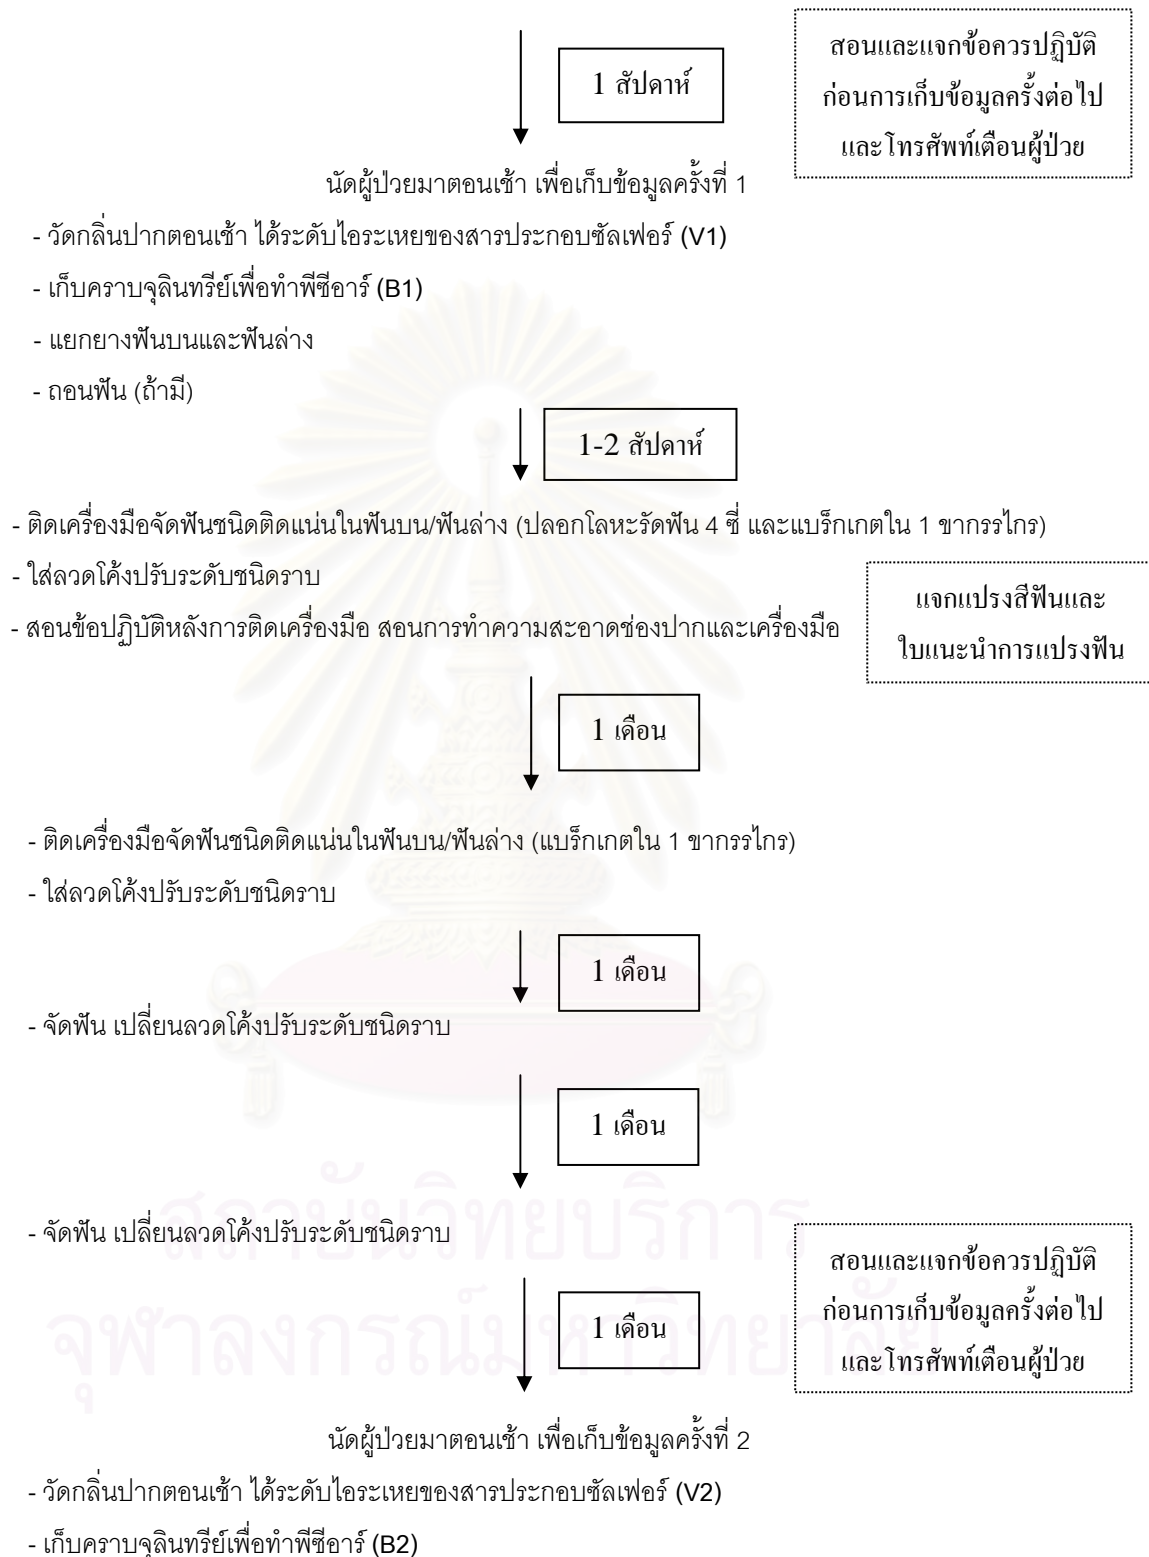 1 สัปดาห์
สอนและแจกข้อควรปฏิบัติ
ก่อนการเก็บข้อมูลครั้งต่อไป
และโทรศัพท์เตือนผู้ป่วย
นัดผู้ป่วยมาตอนเช้า เพื่อเก็บข้อมูลครั้งที่ 1
- วัดกลิ่นปากตอนเช้า ได้ระดับไอระเหยของสารประกอบซัลเฟอร์ (V1)
- เก็บคราบจุลินทรีย์เพื่อทำพีซีอาร์ (B1)
- แยกยางฟันบนและฟันล่าง
- ถอนฟัน (ถ้ามี)
1-2 สัปดาห์
- ติดเครื่องมือจัดฟันชนิดติดแน่นในฟันบน/ฟันล่าง (ปลอกโลหะรัดฟัน 4 ซี่ และแบร็กเกตใน 1 ขากรรไกร)
- ใส่ลวดโค้งปรับระดับชนิดราบ
- สอนข้อปฏิบัติหลังการติดเครื่องมือ สอนการทำความสะอาดช่องปากและเครื่องมือ
แจกแปรงสีฟันและ
ใบแนะนำการแปรงฟัน
1 เดือน
- ติดเครื่องมือจัดฟันชนิดติดแน่นในฟันบน/ฟันล่าง (แบร็กเกตใน 1 ขากรรไกร)
- ใส่ลวดโค้งปรับระดับชนิดราบ
1 เดือน
- จัดฟัน เปลี่ยนลวดโค้งปรับระดับชนิดราบ
1 เดือน
- จัดฟัน เปลี่ยนลวดโค้งปรับระดับชนิดราบ
สอนและแจกข้อควรปฏิบัติ
ก่อนการเก็บข้อมูลครั้งต่อไป
และโทรศัพท์เตือนผู้ป่วย
1 เดือน
สถาบันวิทยบริการ
จุฬาลงกรณ์มหาวิทยาลัย
นัดผู้ป่วยมาตอนเช้า เพื่อเก็บข้อมูลครั้งที่ 2
- วัดกลิ่นปากตอนเช้า ได้ระดับไอระเหยของสารประกอบซัลเฟอร์ (V2)
- เก็บคราบจุลินทรีย์เพื่อทำพีซีอาร์ (B2)